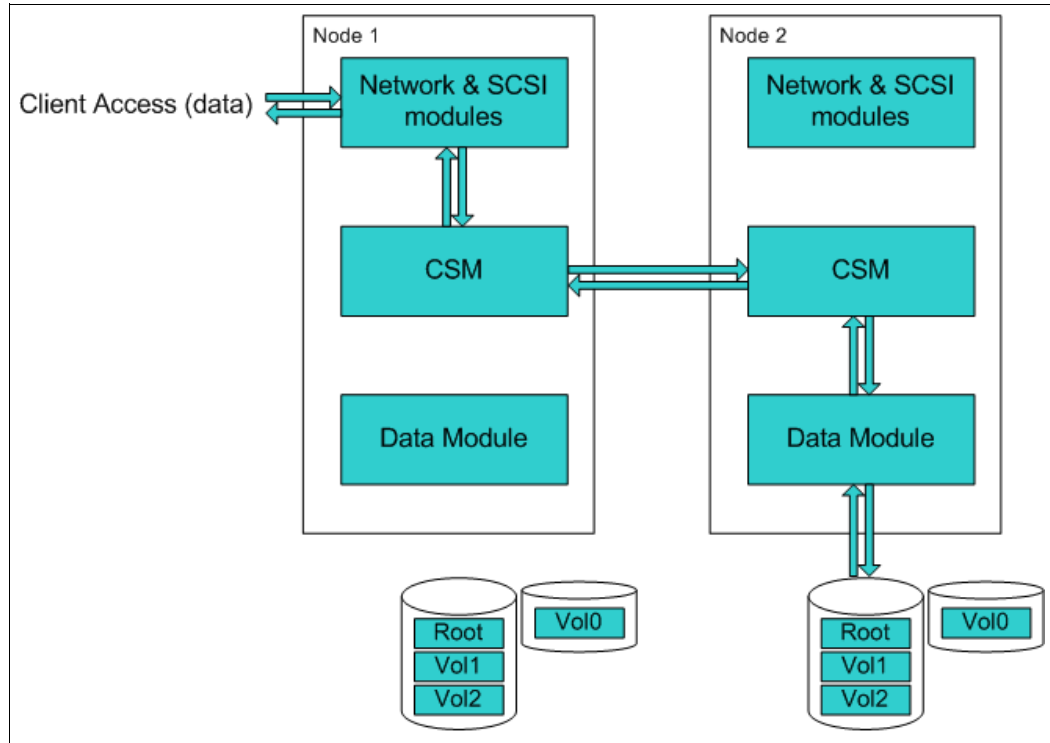 Node 1
Node 2
Client Access (data)
Network & SCSI
modules
Network & SCSI
modules
CSM
CSM
Data Module
Data Module
Root
Vol1
Vol2
Vol0
Root
Vol1
Vol2
Vol0